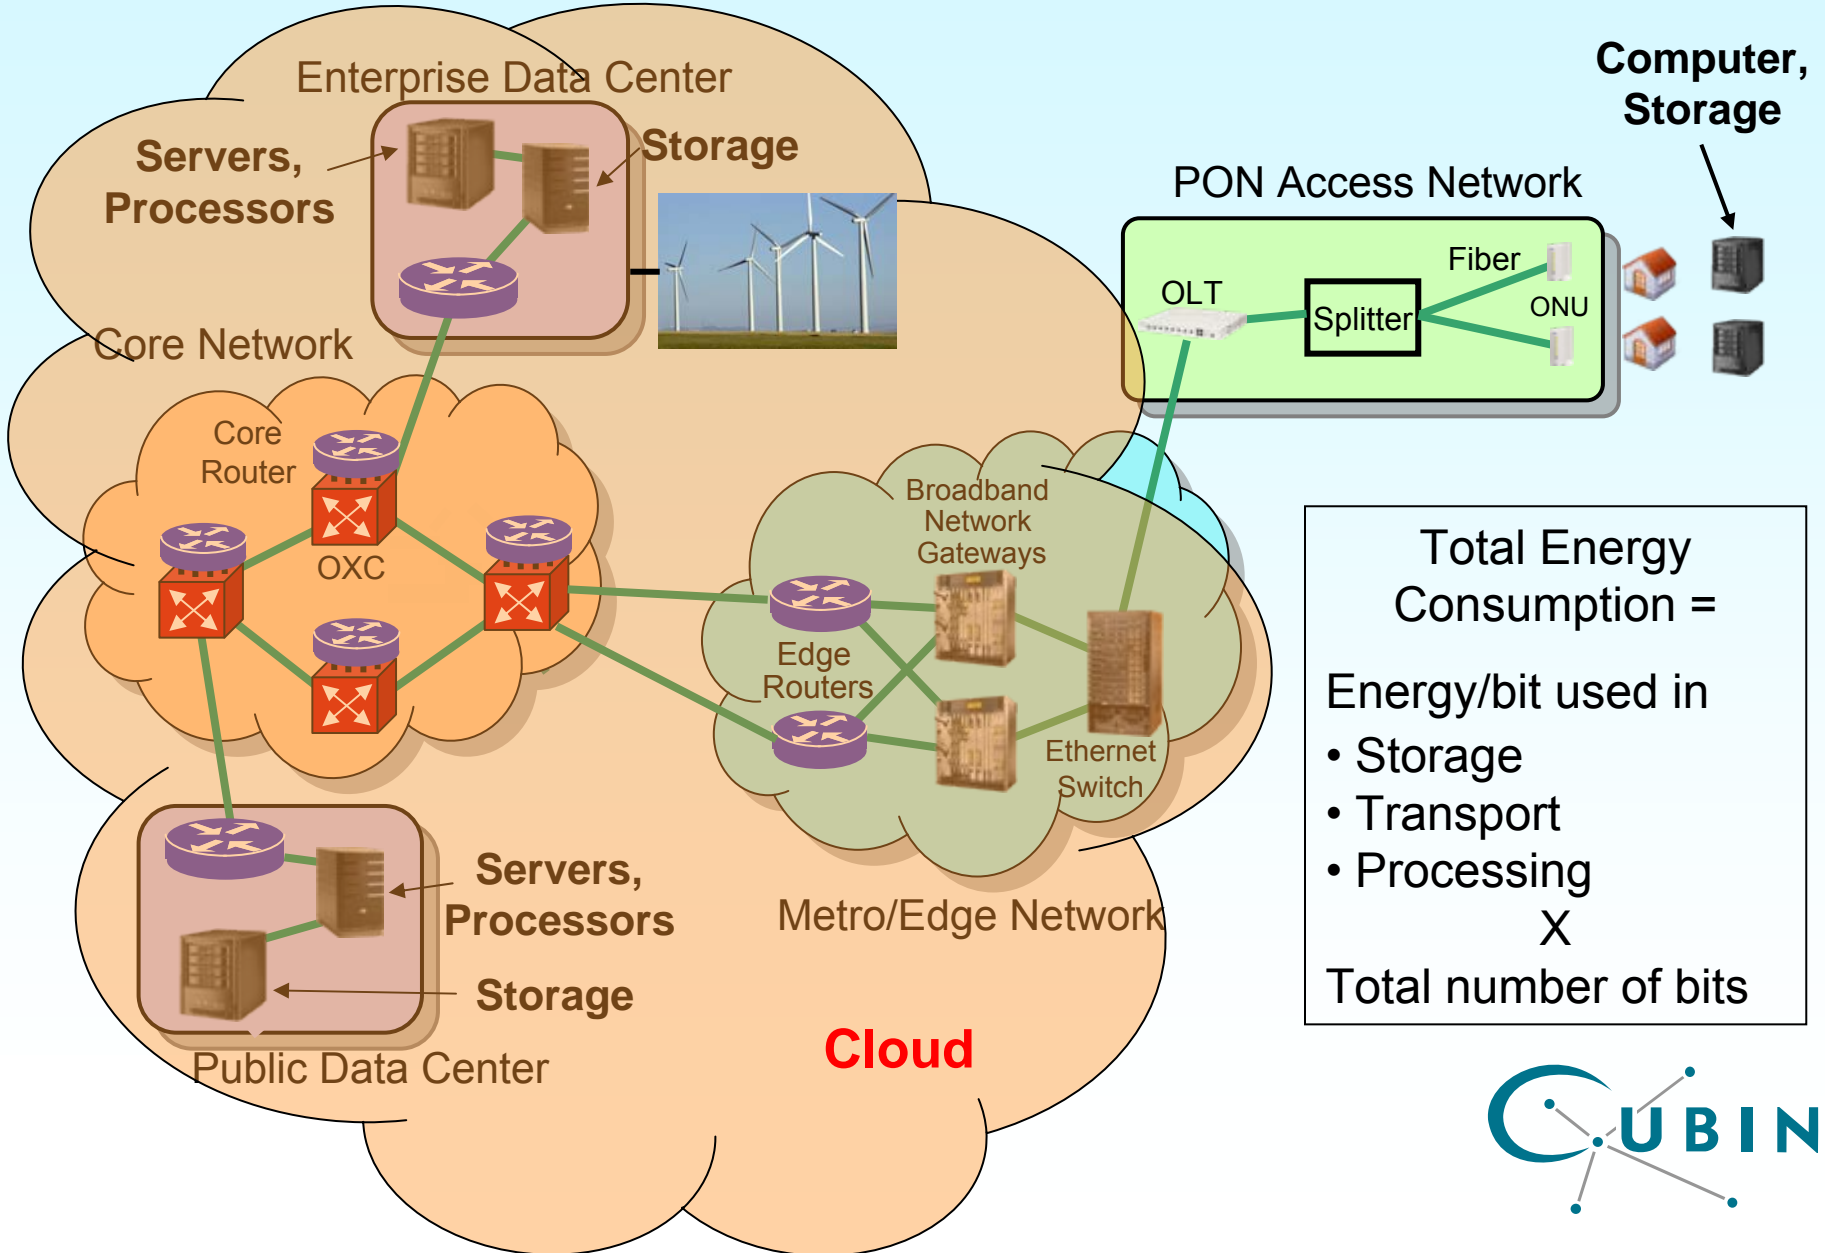 Enterprise Data Center
Servers,
Processors
Storage
Core Network
Core
Router
OXC
Servers,
Processors
Storage
Public Data Center
Cloud
Broadband
Network
Gateways
Edge
Routers
Ethernet
Switch
Metro/Edge Network
Computer,
Storage
PON Access Network
OLT
Splitter
Fiber
ONU
Total Energy
Consumption =
Energy/bit used in
• Storage
• Transport
• Processing
X
Total number of bits
CUBIN